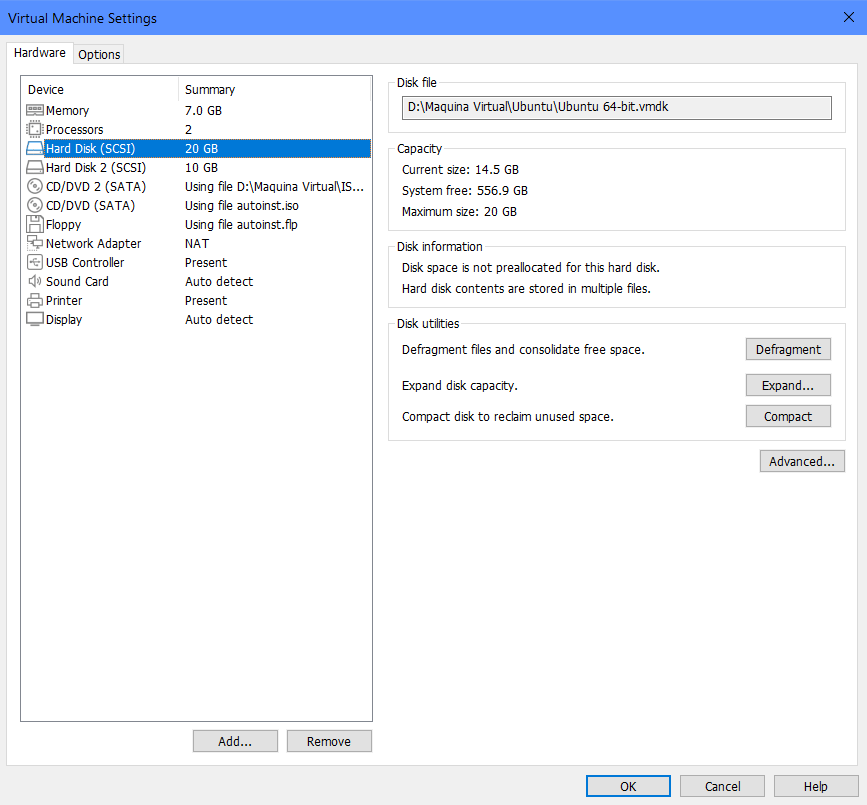 Virtual Machine Settings
Hardware Options
Device Summary
Memory 7.0 GB
Processors 2
Hard Disk (SCSI) 20 GB
Hard Disk 2 (SCSI) 10 GB
CD/DVD 2 (SATA) Using file D:\Maquina Virtual\IS...
CD/DVD (SATA) Using file autoinst.iso
Floppy Using file autoinst.flp
Network Adapter NAT
USB Controller Present
Sound Card Auto detect
Printer Present
Display Auto detect
Add... Remove
Disk file
D:\Maquina Virtual\Ubuntu\Ubuntu 64-bit.vmdk
Capacity
Current size: 14.5 GB
System free: 556.9 GB
Maximum size: 20 GB
Disk information
Disk space is not preallocated for this hard disk.
Hard disk contents are stored in multiple files.
Disk utilities
Defragment files and consolidate free space. Defragment
Expand disk capacity. Expand...
Compact disk to reclaim unused space. Compact
Advanced...
OK Cancel Help